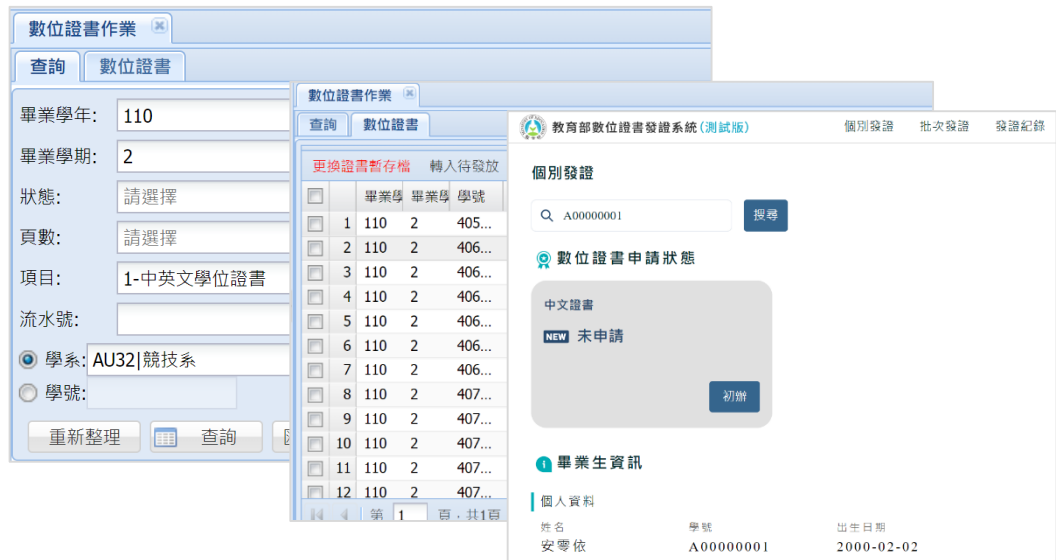 數位證書作業
查詢 數位證書
畢業學年: 110
畢業學期: 2
狀態: 請選擇
頁數: 請選擇
項目: 1-中英文學位證書
流水號:
學系: AU32|競技系
學號:
重新整理 查詢
數位證書作業
查詢 數位證書
更換證書暫存檔 轉入待發放
畢業學 畢業學 學號
1 110 2 405...
2 110 2 406...
3 110 2 406...
4 110 2 406...
5 110 2 406...
6 110 2 406...
7 110 2 406...
8 110 2 407...
9 110 2 407...
10 110 2 407...
11 110 2 407...
12 110 2 407...
第 1 頁，共1頁
教育部數位證書發證系統(測試版) 個別發證 批次發證 發證紀錄
個別發證
A00000001 搜尋
數位證書申請狀態
中文證書
NEW 未申請
初辦
畢業生資訊
個人資料
姓名 學號 出生日期
安零依 A00000001 2000-02-02